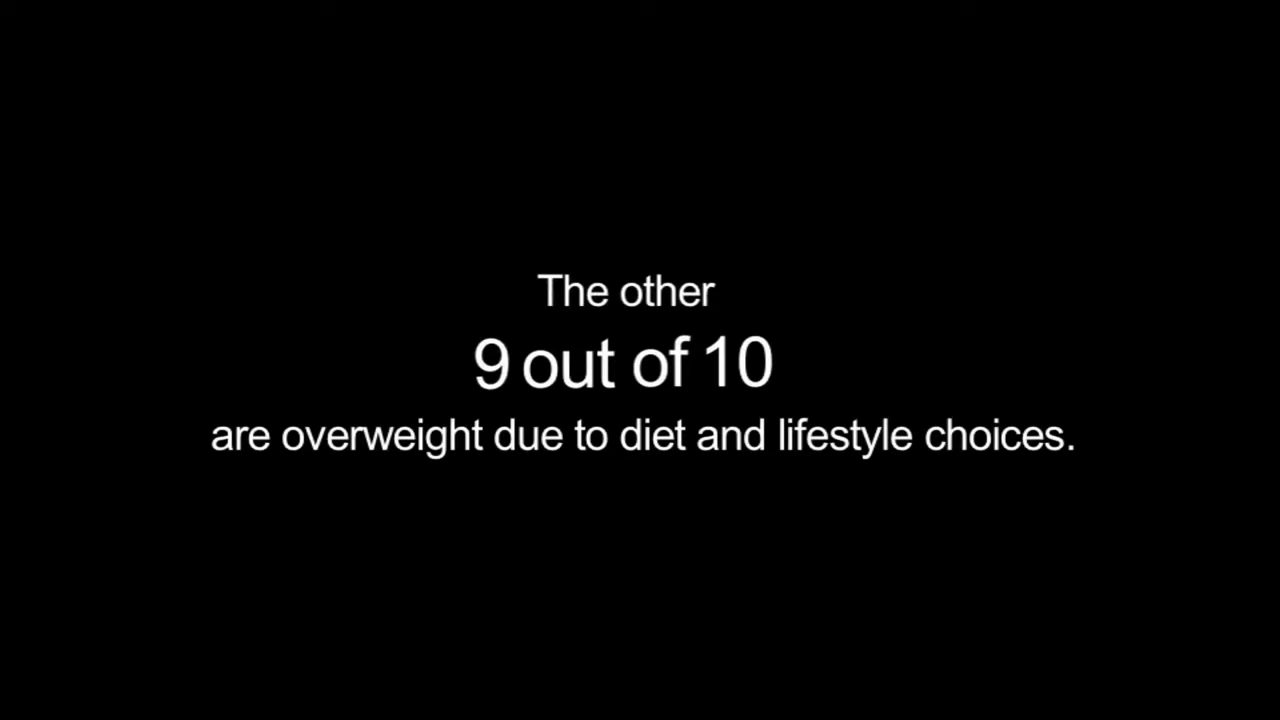 The other
9 out of 10
are overweight due to diet and lifestyle choices.